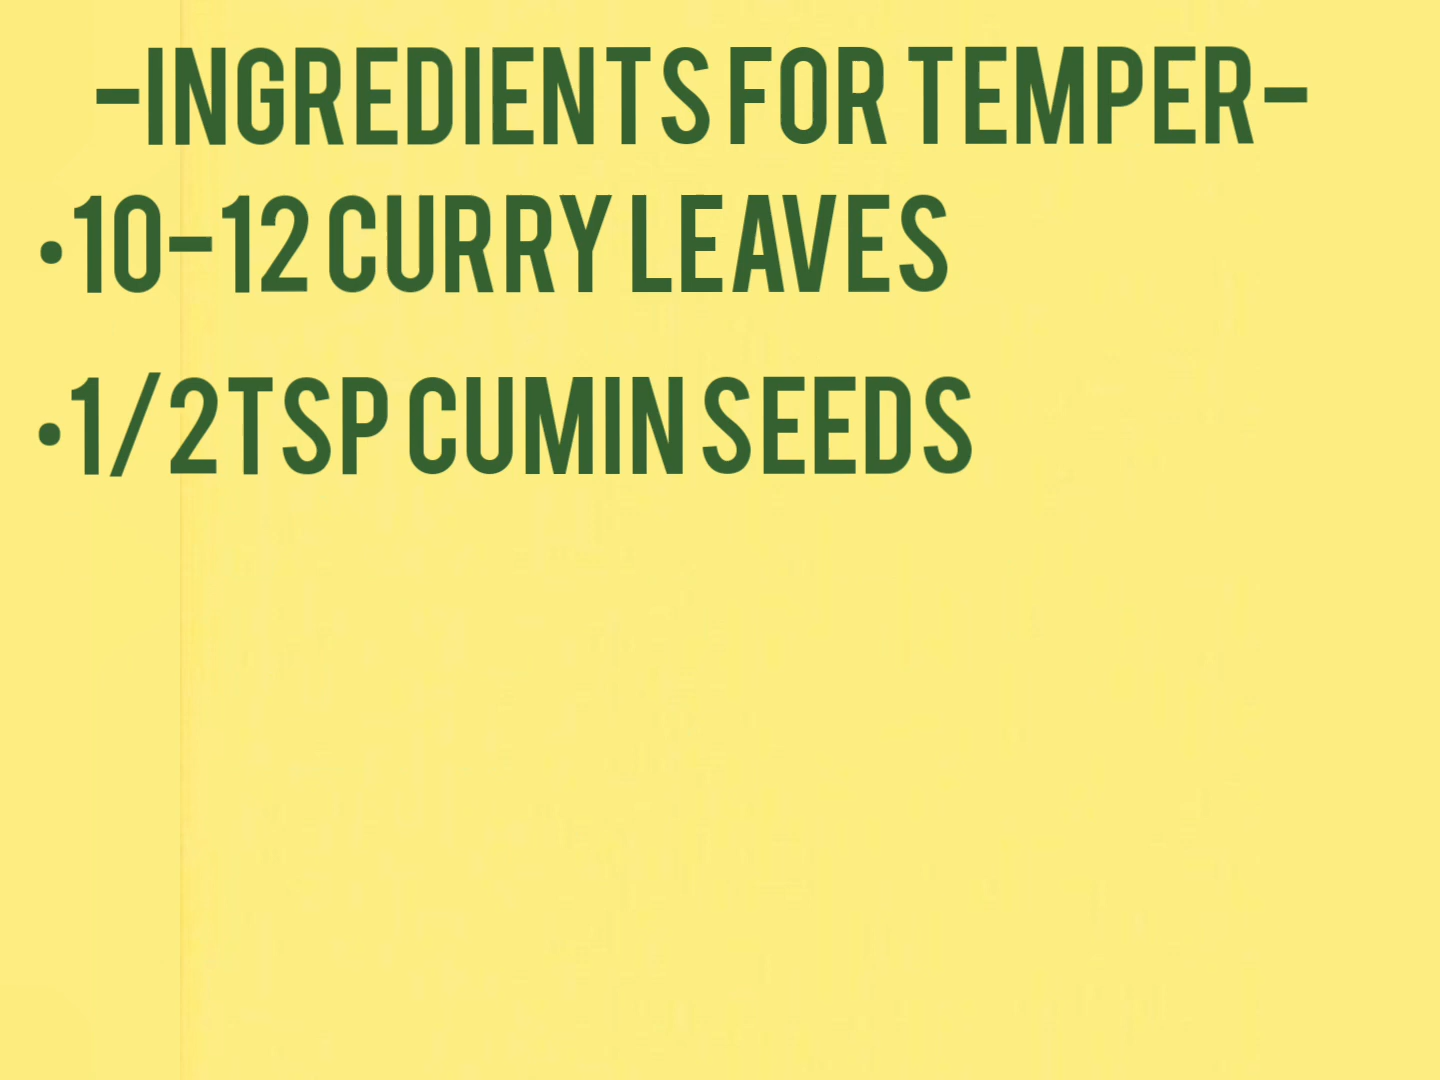 -INGREDIENTS FOR TEMPER-
•10-12 CURRY LEAVES
•1/2TSP CUMIN SEEDS